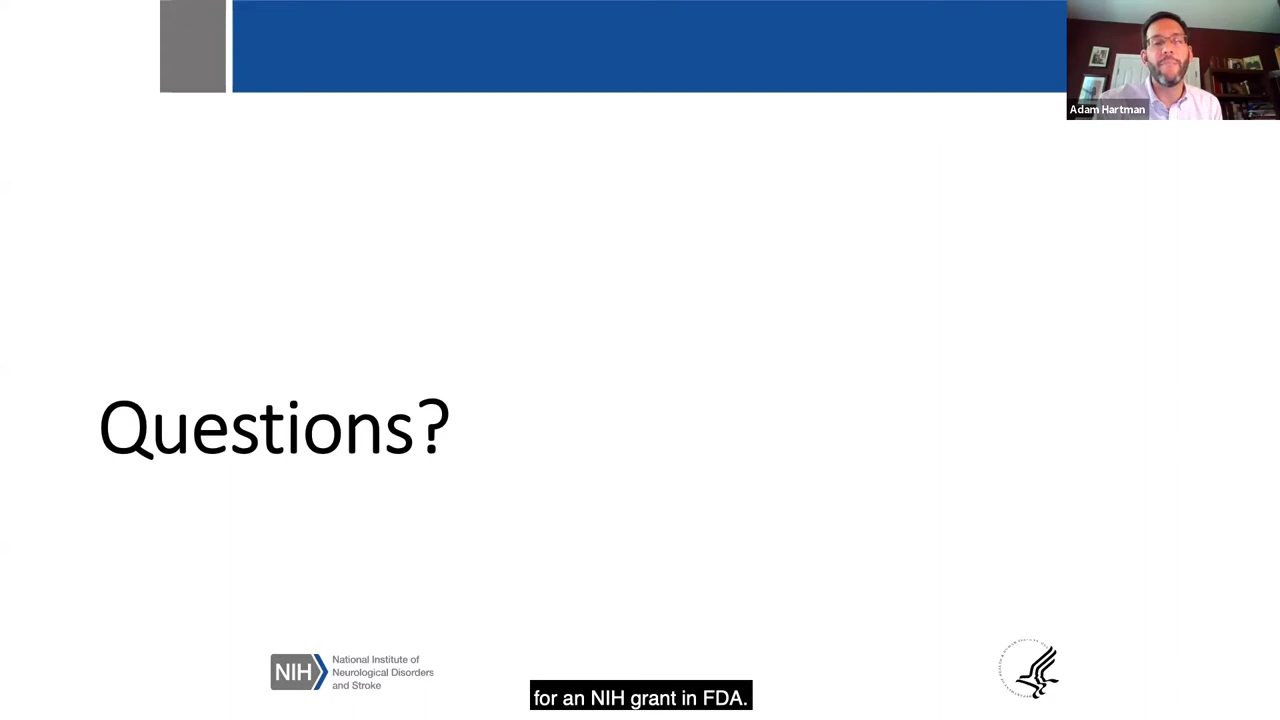 Adam Hartman
Questions?
NIH
National Institute of
Neurological Disorders
and Stroke
for an NIH grant in FDA.